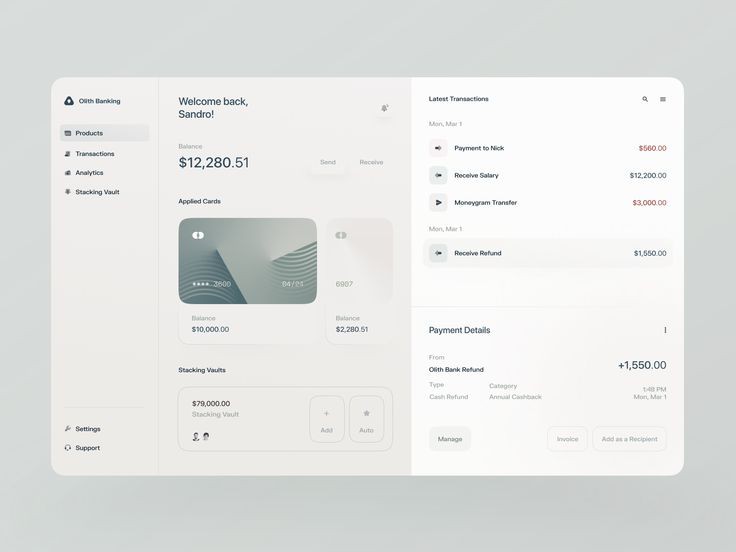 Olith Banking
Products
Transactions
Analytics
Stacking Vault
Settings
Support
Welcome back,
Sandro!
Balance
$12,280.51
Send
Receive
Applied Cards
**** 3600
04/24
Balance
$10,000.00
6907
Balance
$2,280.51
Stacking Vaults
$79,000.00
Stacking Vault
+
Add
Auto
Latest Transactions
Mon, Mar 1
Payment to Nick
$560.00
Receive Salary
$12,200.00
Moneygram Transfer
$3,000.00
Mon, Mar 1
Receive Refund
$1,550.00
Payment Details
From
Olith Bank Refund
+1,550.00
Type
Cash Refund
Category
Annual Cashback
1:48 PM
Mon, Mar 1
Manage
Invoice
Add as a Recipient